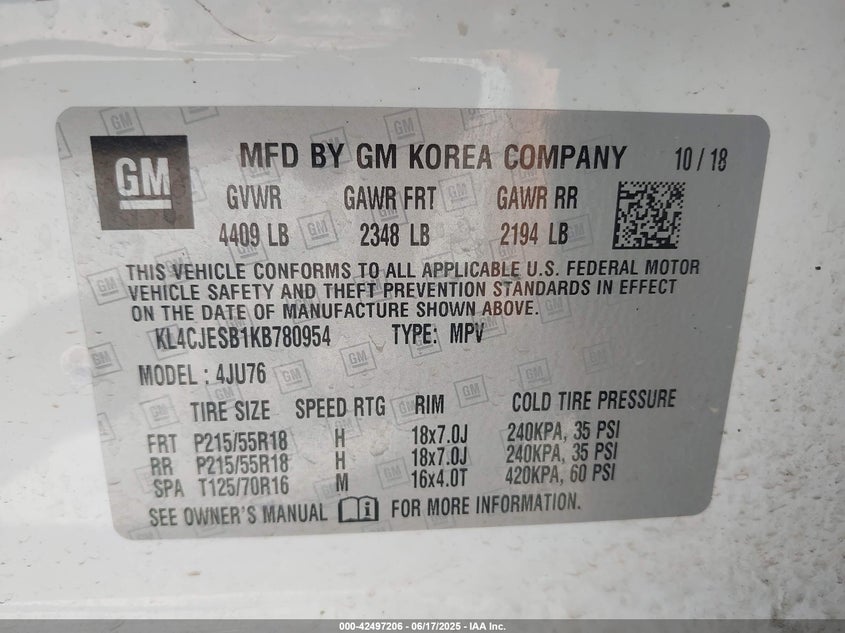 GM
MFD BY GM KOREA COMPANY 10 / 18
GVWR GAWR FRT GAWR RR
4409 LB 2348 LB 2194 LB
THIS VEHICLE CONFORMS TO ALL APPLICABLE U.S. FEDERAL MOTOR
VEHICLE SAFETY AND THEFT PREVENTION STANDARDS IN EFFECT
ON THE DATE OF MANUFACTURE SHOWN ABOVE.
KL4CJESB1KB780954 TYPE: MPV
MODEL : 4JU76
TIRE SIZE SPEED RTG RIM COLD TIRE PRESSURE
FRT P215/55R18 H 18x7.0J 240KPA, 35 PSI
RR P215/55R18 H 18x7.0J 240KPA, 35 PSI
SPA T125/70R16 M 16x4.0T 420KPA, 60 PSI
SEE OWNER'S MANUAL i FOR MORE INFORMATION.
000-42497206 - 06/17/2025 - IAA Inc.